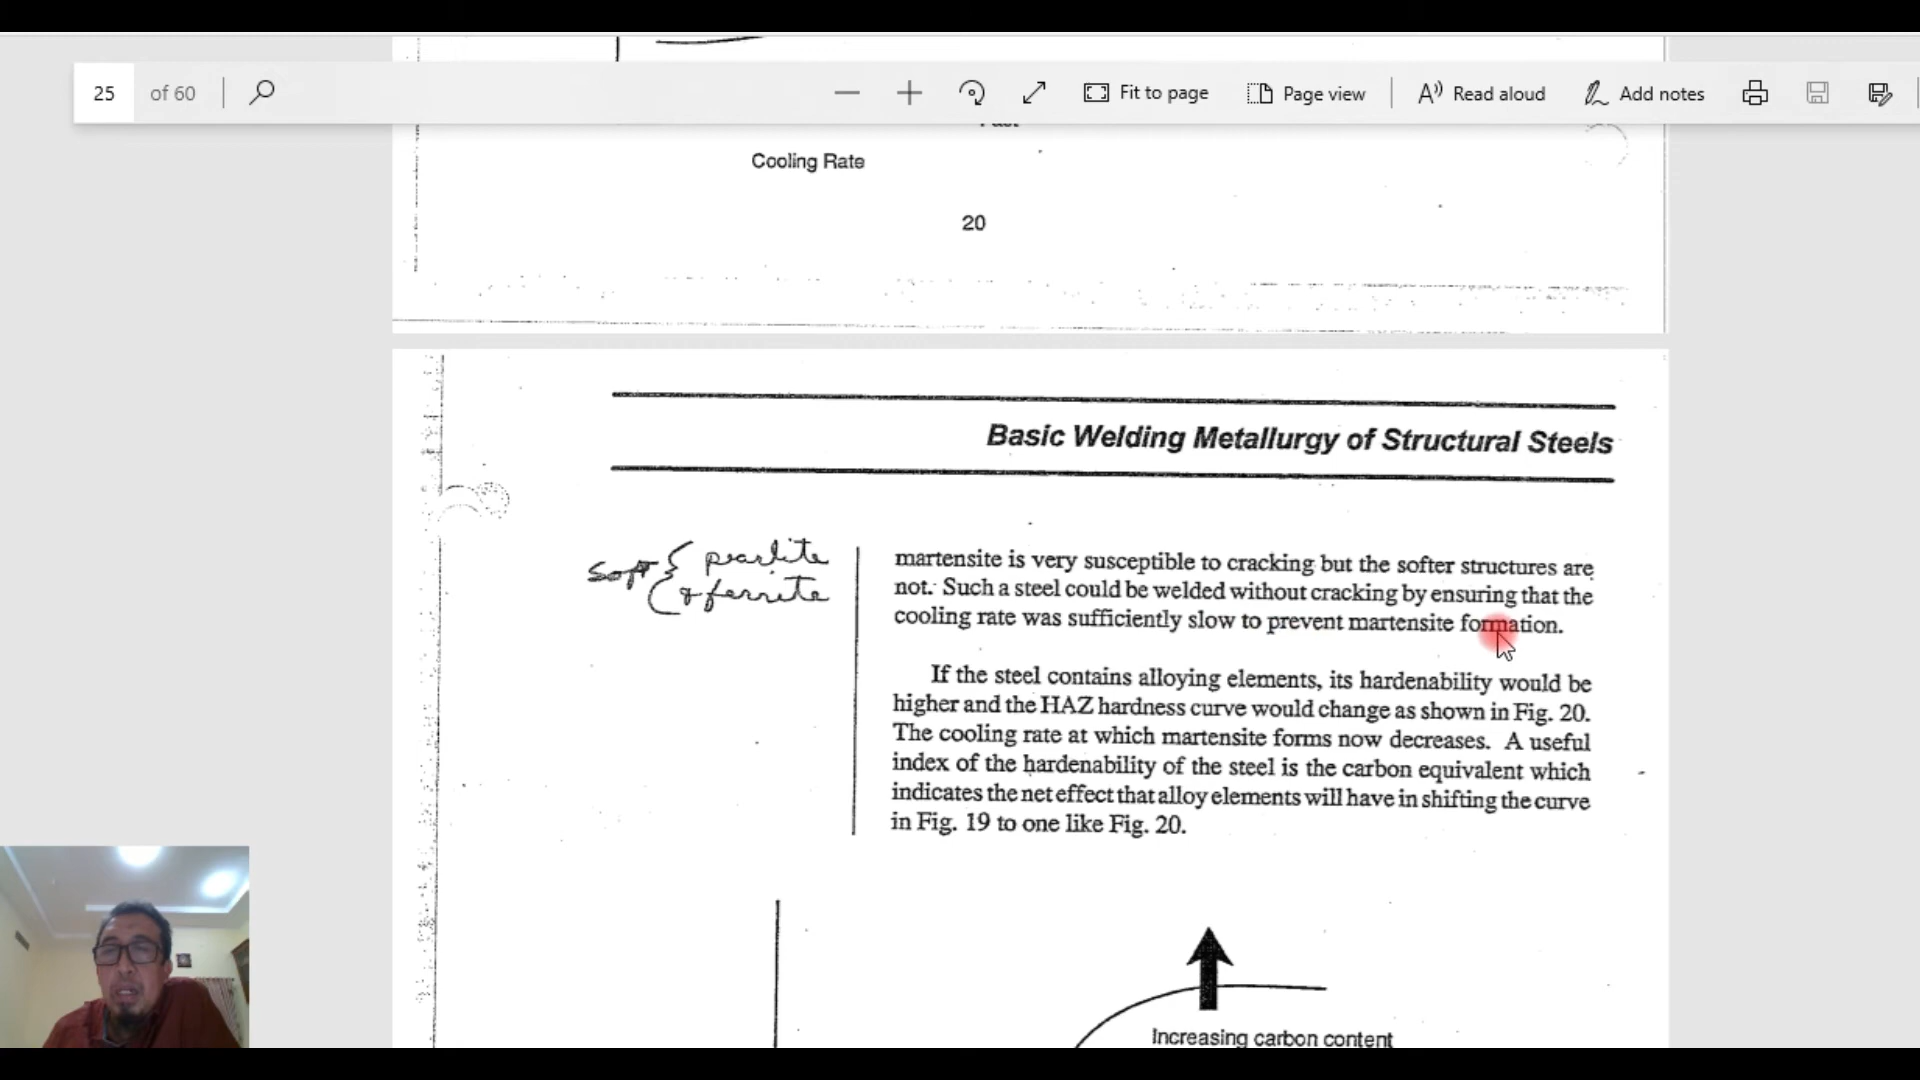 25 of 60
Fit to page
Page view
Read aloud
Add notes
Cooling Rate
20
Basic Welding Metallurgy of Structural Steels
soft { pearlite
& ferrite
martensite is very susceptible to cracking but the softer structures are
not. Such a steel could be welded without cracking by ensuring that the
cooling rate was sufficiently slow to prevent martensite formation.
If the steel contains alloying elements, its hardenability would be
higher and the HAZ hardness curve would change as shown in Fig. 20.
The cooling rate at which martensite forms now decreases. A useful
index of the hardenability of the steel is the carbon equivalent which
indicates the net effect that alloy elements will have in shifting the curve
in Fig. 19 to one like Fig. 20.
Increasing carbon content